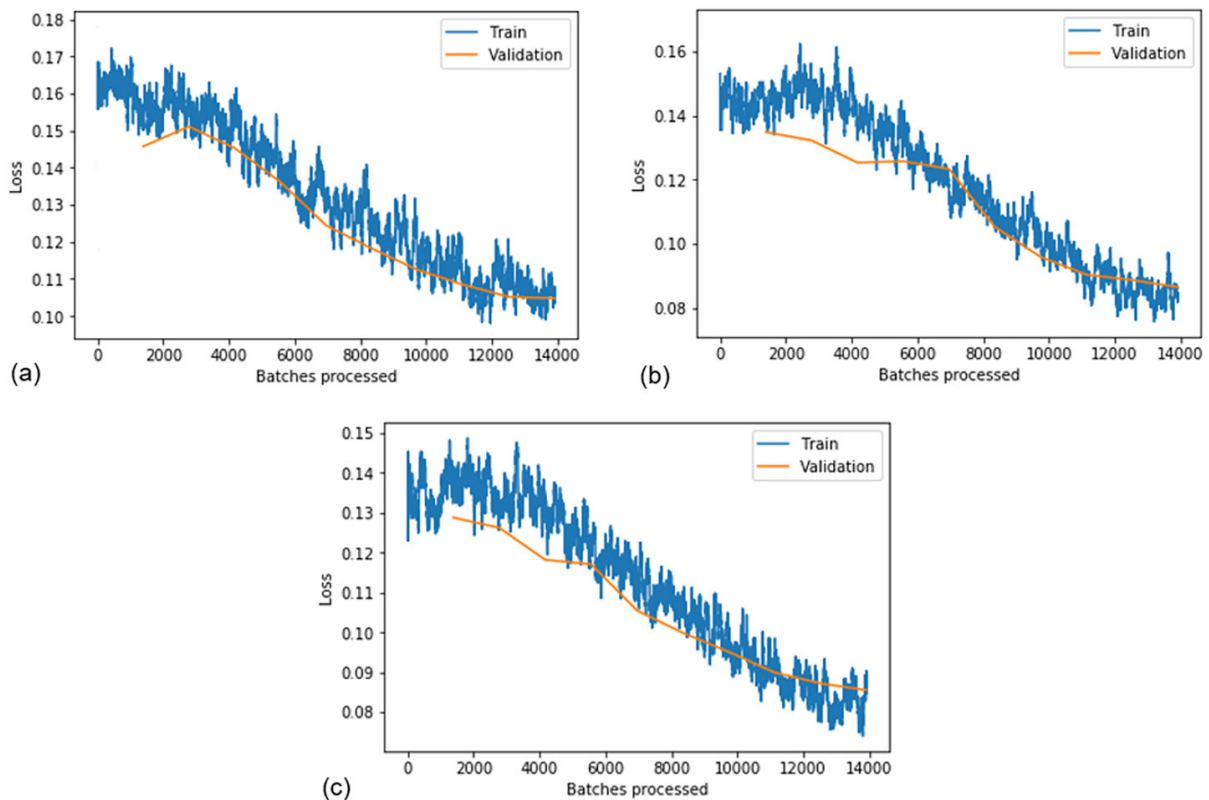 0.18
0.17
0.16
0.15
0.14
0.13
0.12
0.11
0.10
Loss
Train
Validation
0 2000 4000 6000 8000 10000 12000 14000
Batches processed
(a)
0.16
0.14
0.12
0.10
0.08
Loss
Train
Validation
0 2000 4000 6000 8000 10000 12000 14000
Batches processed
(b)
0.15
0.14
0.13
0.12
0.11
0.10
0.09
0.08
Loss
Train
Validation
0 2000 4000 6000 8000 10000 12000 14000
Batches processed
(c)